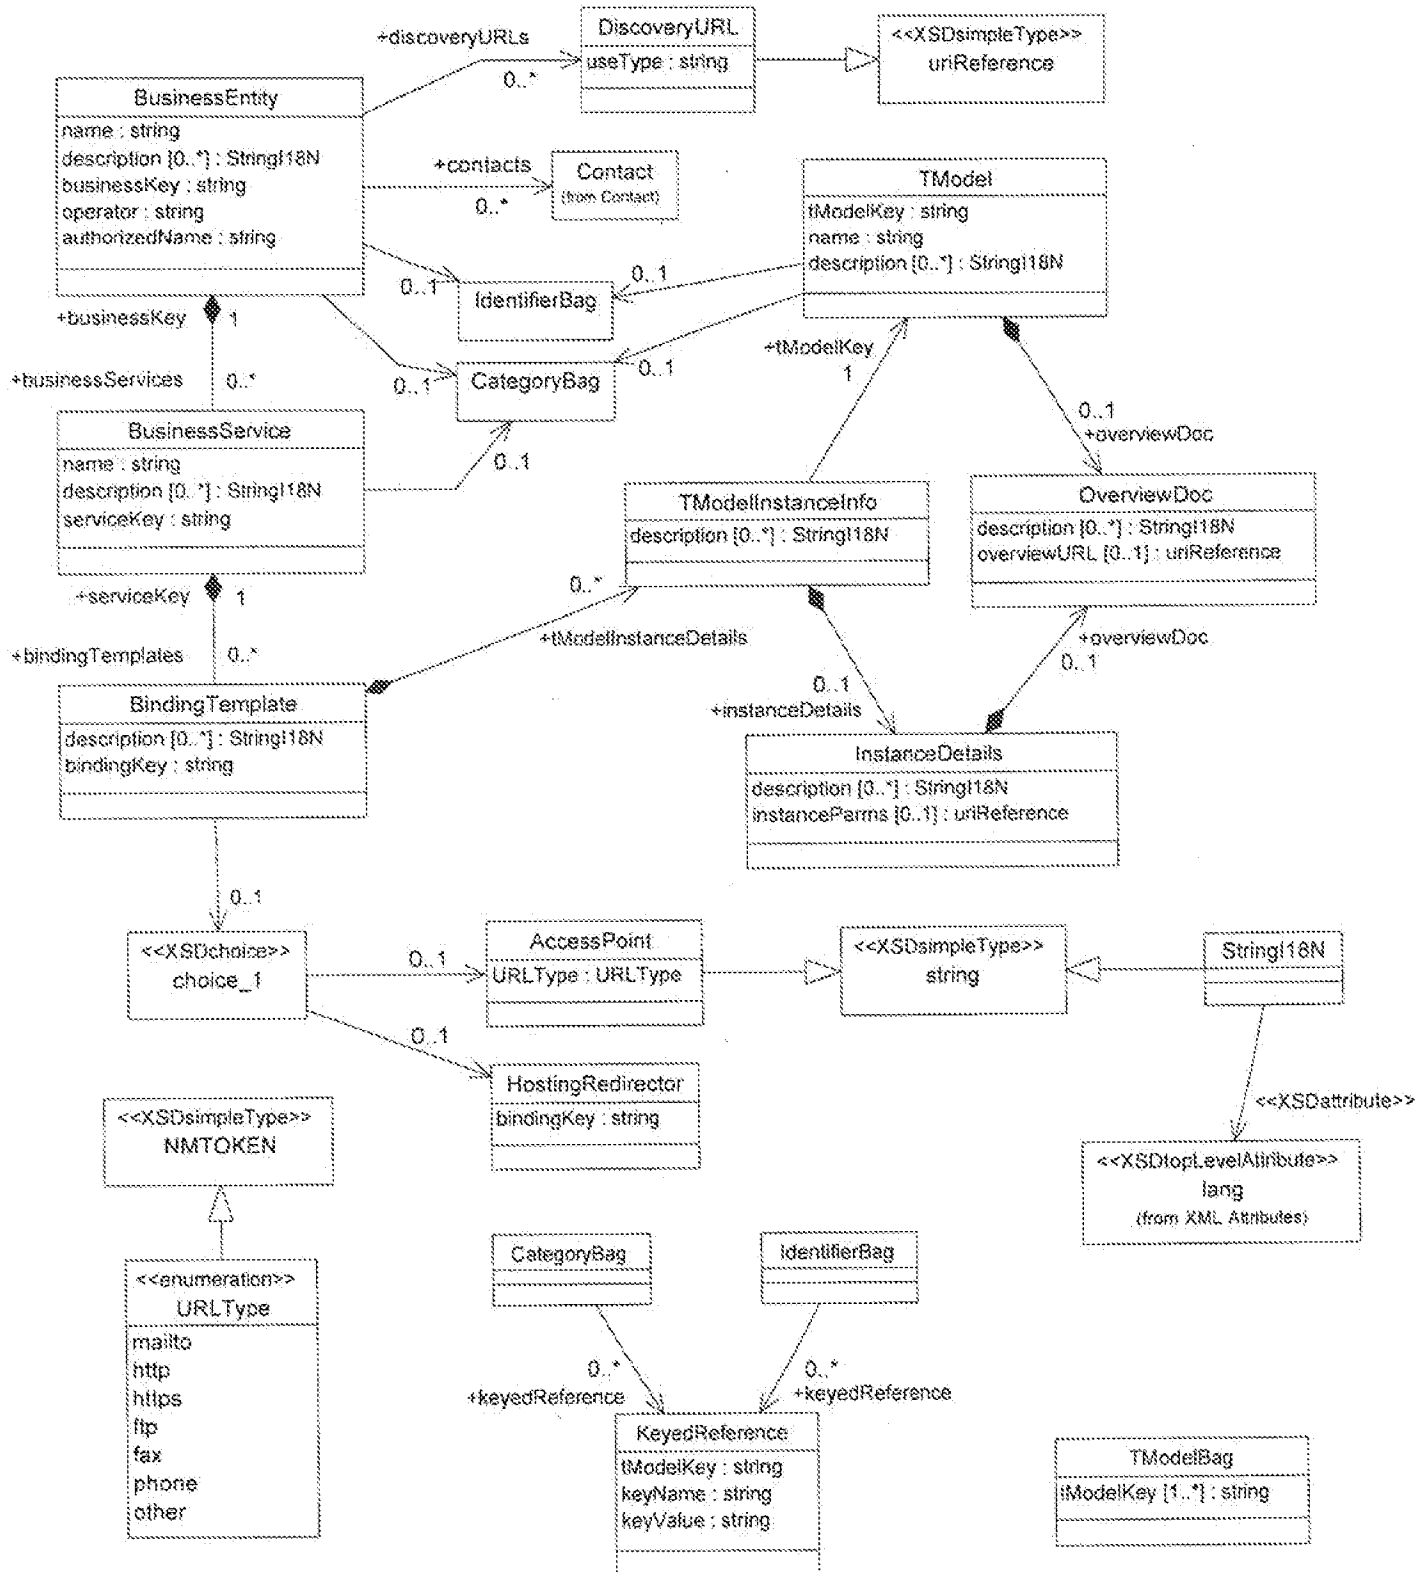 DiscoveryURL
useType : string
+discoveryURLs
0..*
<<XSDsimpleType>>
uriReference
BusinessEntity
name : string
description [0..*] : StringI18N
businessKey : string
operator : string
authorizedName : string
+contacts
0..*
Contact
(from Contact)
TModel
tModelKey : string
name : string
description [0..*] : StringI18N
0..1
0..1
IdentifierBag
+businessKey
1
+businessServices
0..*
0..1
0..1
CategoryBag
0..1
+tModelKey
1
0..1
+overviewDoc
BusinessService
name : string
description [0..*] : StringI18N
serviceKey : string
TModelInstanceInfo
description [0..*] : StringI18N
OverviewDoc
description [0..*] : StringI18N
overviewURL [0..1] : uriReference
+serviceKey
1
+bindingTemplates
0..*
0..*
+tModelInstanceDetails
+overviewDoc
0..1
0..1
+instanceDetails
BindingTemplate
description [0..*] : StringI18N
bindingKey : string
InstanceDetails
description [0..*] : StringI18N
instanceParms [0..1] : uriReference
0..1
<<XSDchoice>>
choice_1
0..1
AccessPoint
URLType : URLType
<<XSDsimpleType>>
string
StringI18N
0..1
HostingRedirector
bindingKey : string
<<XSDattribute>>
<<XSDtopLevelAttribute>>
lang
(from XML Attributes)
<<XSDsimpleType>>
NMTOKEN
<<enumeration>>
URLType
mailto
http
https
ftp
fax
phone
other
CategoryBag
IdentifierBag
0..*
+keyedReference
0..*
+keyedReference
KeyedReference
tModelKey : string
keyName : string
keyValue : string
TModelBag
tModelKey [1..*] : string